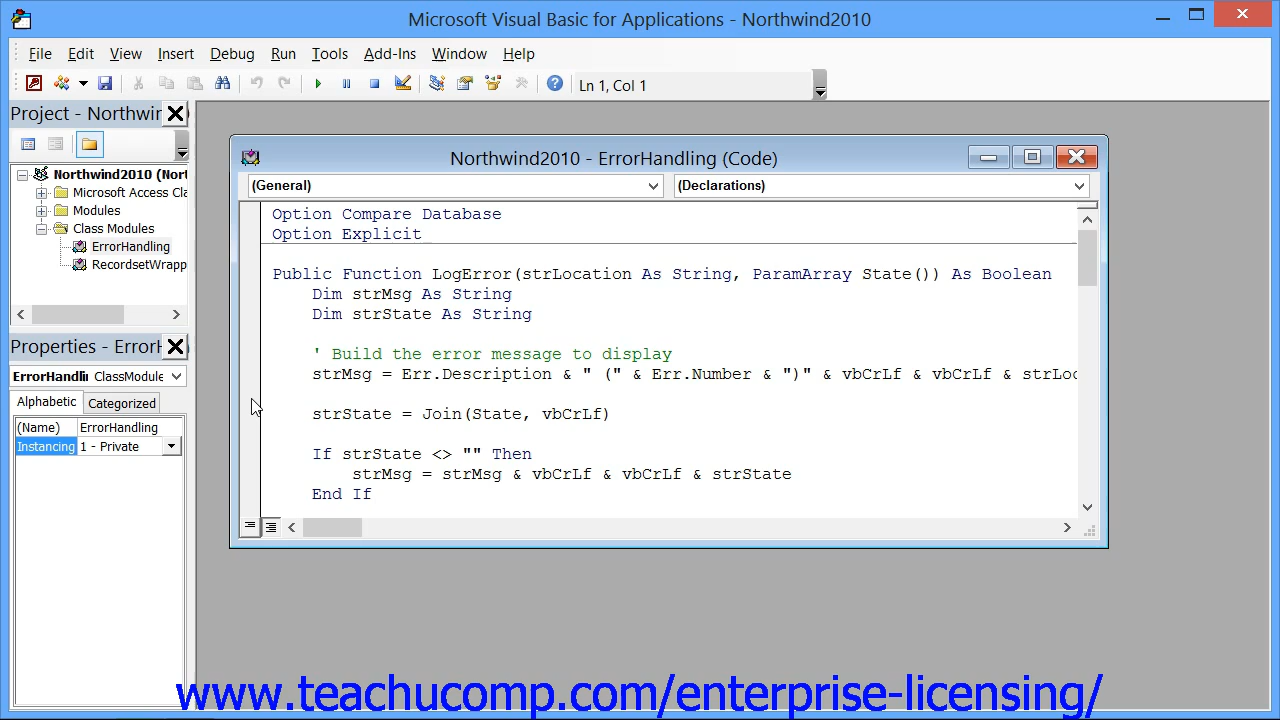 Microsoft Visual Basic for Applications - Northwind2010
File Edit View Insert Debug Run Tools Add-Ins Window Help
Ln 1, Col 1
Project - Northwin
Northwind2010 (Nort
Microsoft Access Cla
Modules
Class Modules
ErrorHandling
RecordsetWrapp
Properties - ErrorH
ErrorHandlin ClassModule
Alphabetic Categorized
(Name) ErrorHandling
Instancing 1 - Private
Northwind2010 - ErrorHandling (Code)
(General) (Declarations)
Option Compare Database
Option Explicit
Public Function LogError(strLocation As String, ParamArray State()) As Boolean
Dim strMsg As String
Dim strState As String
' Build the error message to display
strMsg = Err.Description & " (" & Err.Number & ")" & vbCrLf & vbCrLf & strLoc
strState = Join(State, vbCrLf)
If strState <> "" Then
strMsg = strMsg & vbCrLf & vbCrLf & strState
End If
www.teachucomp.com/enterprise-licensing/